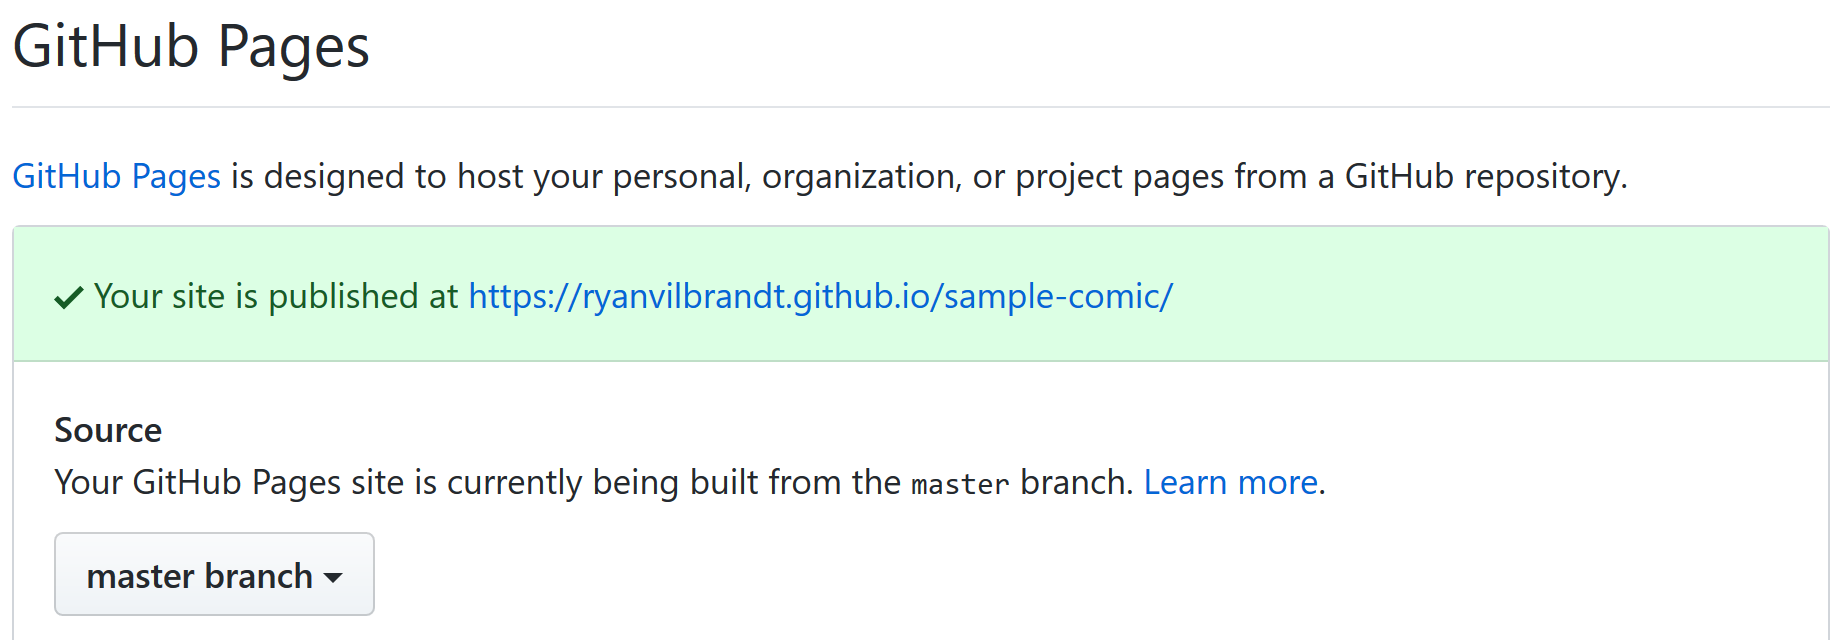 GitHub Pages
GitHub Pages is designed to host your personal, organization, or project pages from a GitHub repository.
Your site is published at https://ryanvilbrandt.github.io/sample-comic/
Source
Your GitHub Pages site is currently being built from the master branch. Learn more.
master branch